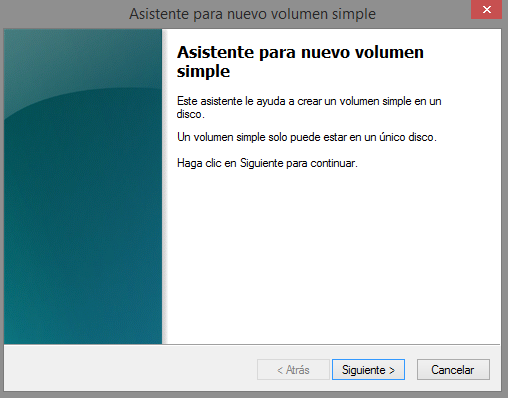 Asistente para nuevo volumen simple
Asistente para nuevo volumen
simple
Este asistente le ayuda a crear un volumen simple en un
disco.
Un volumen simple solo puede estar en un único disco.
Haga clic en Siguiente para continuar.
< Atrás
Siguiente >
Cancelar